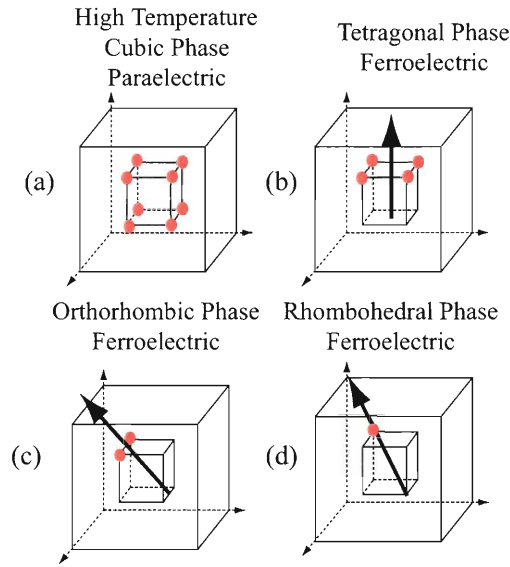 High Temperature
Cubic Phase
Paraelectric
Tetragonal Phase
Ferroelectric
(a)
(b)
Orthorhombic Phase
Ferroelectric
Rhombohedral Phase
Ferroelectric
(c)
(d)